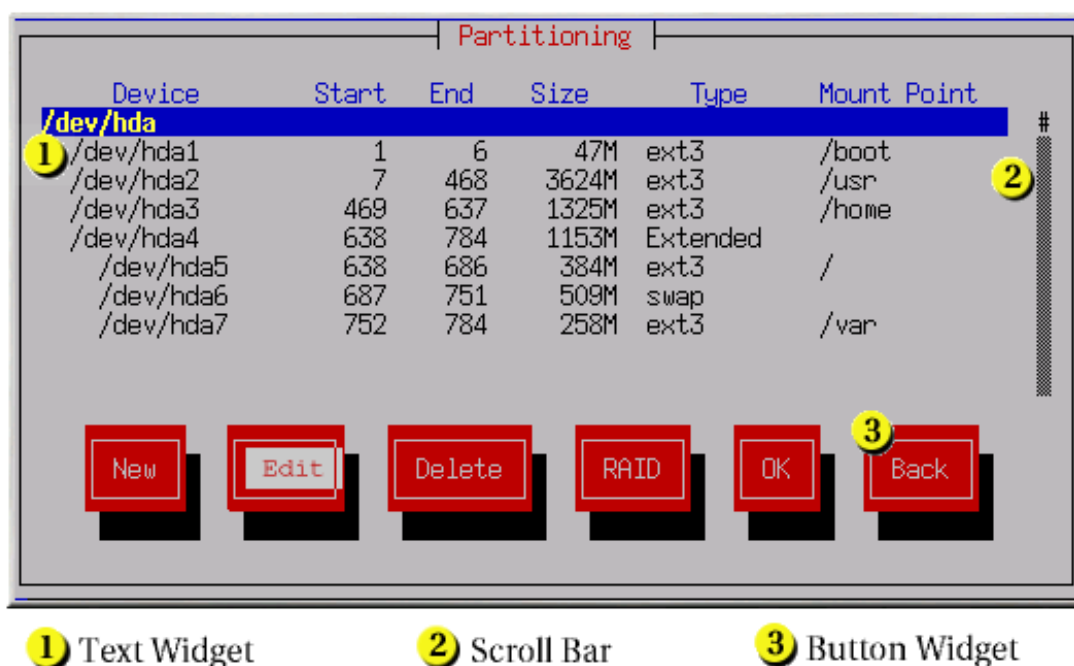 Partitioning
Device Start End Size Type Mount Point
/dev/hda #
1 /dev/hda1 1 6 47M ext3 /boot
/dev/hda2 7 468 3624M ext3 /usr 2
/dev/hda3 469 637 1325M ext3 /home
/dev/hda4 638 784 1153M Extended
/dev/hda5 638 686 384M ext3 /
/dev/hda6 687 751 509M swap
/dev/hda7 752 784 258M ext3 /var
3
New Edit Delete RAID OK Back
1 Text Widget 2 Scroll Bar 3 Button Widget